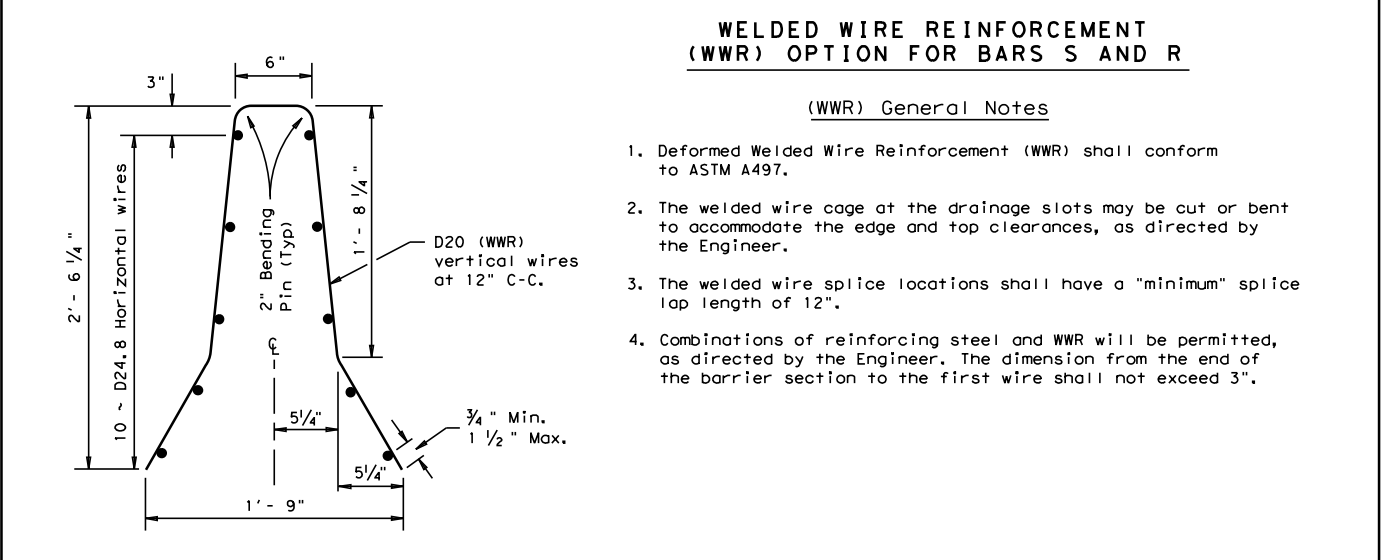 WELDED WIRE REINFORCEMENT
(WWR) OPTION FOR BARS S AND R
(WWR) General Notes
1. Deformed Welded Wire Reinforcement (WWR) shall conform
to ASTM A497.
2. The welded wire cage at the drainage slots may be cut or bent
to accommodate the edge and top clearances, as directed by
the Engineer.
3. The welded wire splice locations shall have a "minimum" splice
lap length of 12".
4. Combinations of reinforcing steel and WWR will be permitted,
as directed by the Engineer. The dimension from the end of
the barrier section to the first wire shall not exceed 3".
6"
3"
2'- 6 1/4"
10 ~ D24.8 Horizontal wires
2" Bending
Pin (Typ)
1'- 8 1/4"
D20 (WWR)
vertical wires
at 12" C-C.
℄
5 1/4"
3/4" Min.
1 1/2" Max.
5 1/4"
1'- 9"